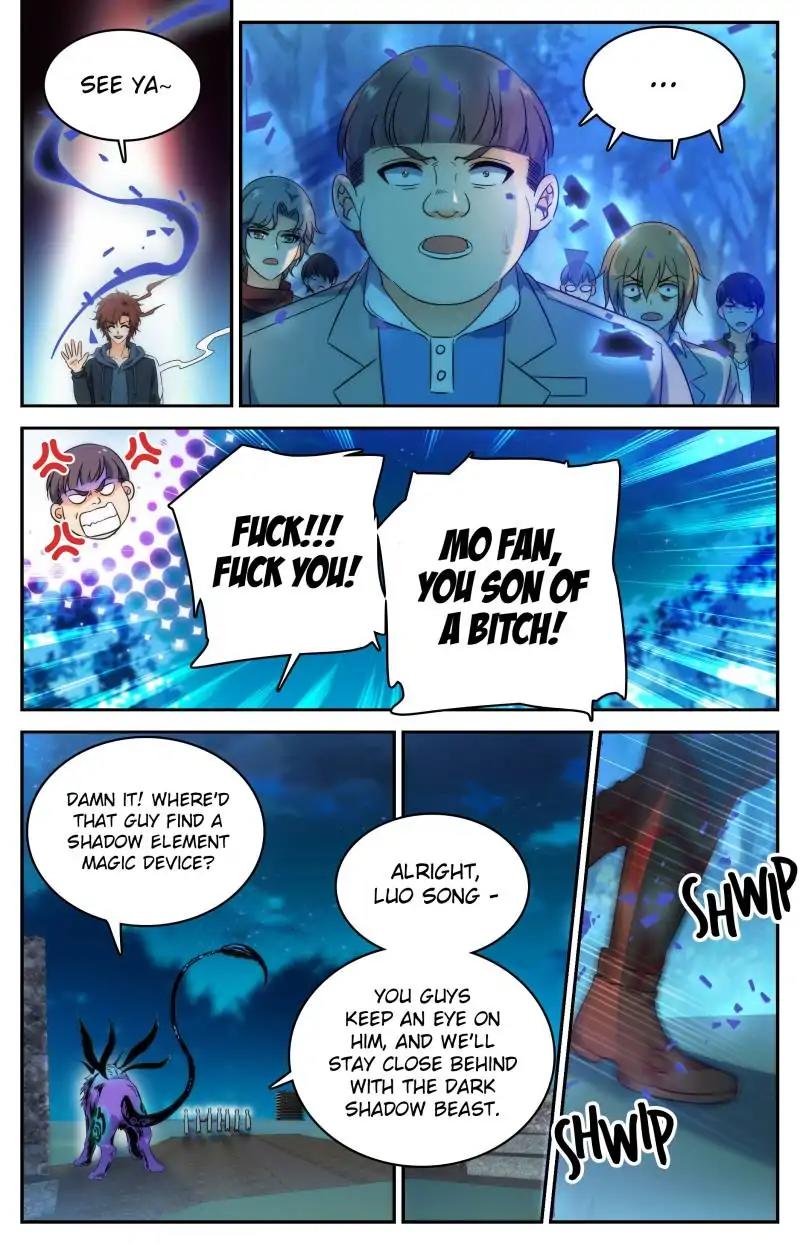 SEE YA~
...
FUCK!!!
FUCK YOU!
MO FAN,
YOU SON OF
A BITCH!
DAMN IT! WHERE'D
THAT GUY FIND A
SHADOW ELEMENT
MAGIC DEVICE?
ALRIGHT,
LUO SONG -
YOU GUYS
KEEP AN EYE ON
HIM, AND WE'LL
STAY CLOSE BEHIND
WITH THE DARK
SHADOW BEAST.
SHWIP
SHWIP